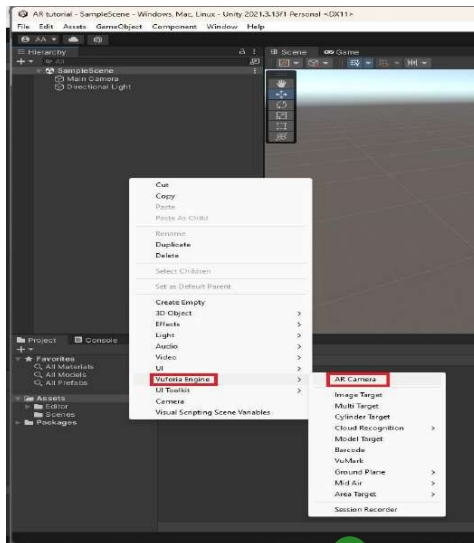 AR tutorial - SampleScene - Windows, Mac, Linux - Unity 2021.3.13f1 Personal <DX11>
File Edit Assets GameObject Component Window Help
AA
Hierarchy
Scene
Game
All
SampleScene
Main Camera
Directional Light
Cut
Copy
Paste
Paste As Child
Rename
Duplicate
Delete
Select Children
Set as Default Parent
Create Empty
3D Object
Effects
Light
Audio
Video
UI
Vuforia Engine
UI Toolkit
Camera
Visual Scripting Scene Variables
AR Camera
Image Target
Multi Target
Cylinder Target
Cloud Recognition
Model Target
Barcode
VuMark
Ground Plane
Mid Air
Area Target
Session Recorder
Project
Console
Favorites
All Materials
All Models
All Prefabs
Assets
Editor
Scenes
Packages